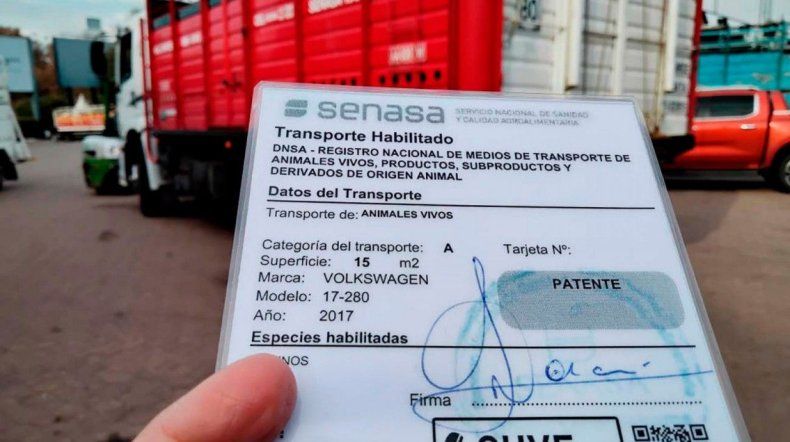 SENASA
senasa SERVICIO NACIONAL DE SANIDAD
Y CALIDAD AGROALIMENTARIA
Transporte Habilitado
DNSA - REGISTRO NACIONAL DE MEDIOS DE TRANSPORTE DE
ANIMALES VIVOS, PRODUCTOS, SUBPRODUCTOS Y
DERIVADOS DE ORIGEN ANIMAL
Datos del Transporte
Transporte de: ANIMALES VIVOS
Categoría del transporte: A Tarjeta Nº:
Superficie: 15 m2
Marca: VOLKSWAGEN
PATENTE
Modelo: 17-280
Año: 2017
Especies habilitadas
INOS
Firma